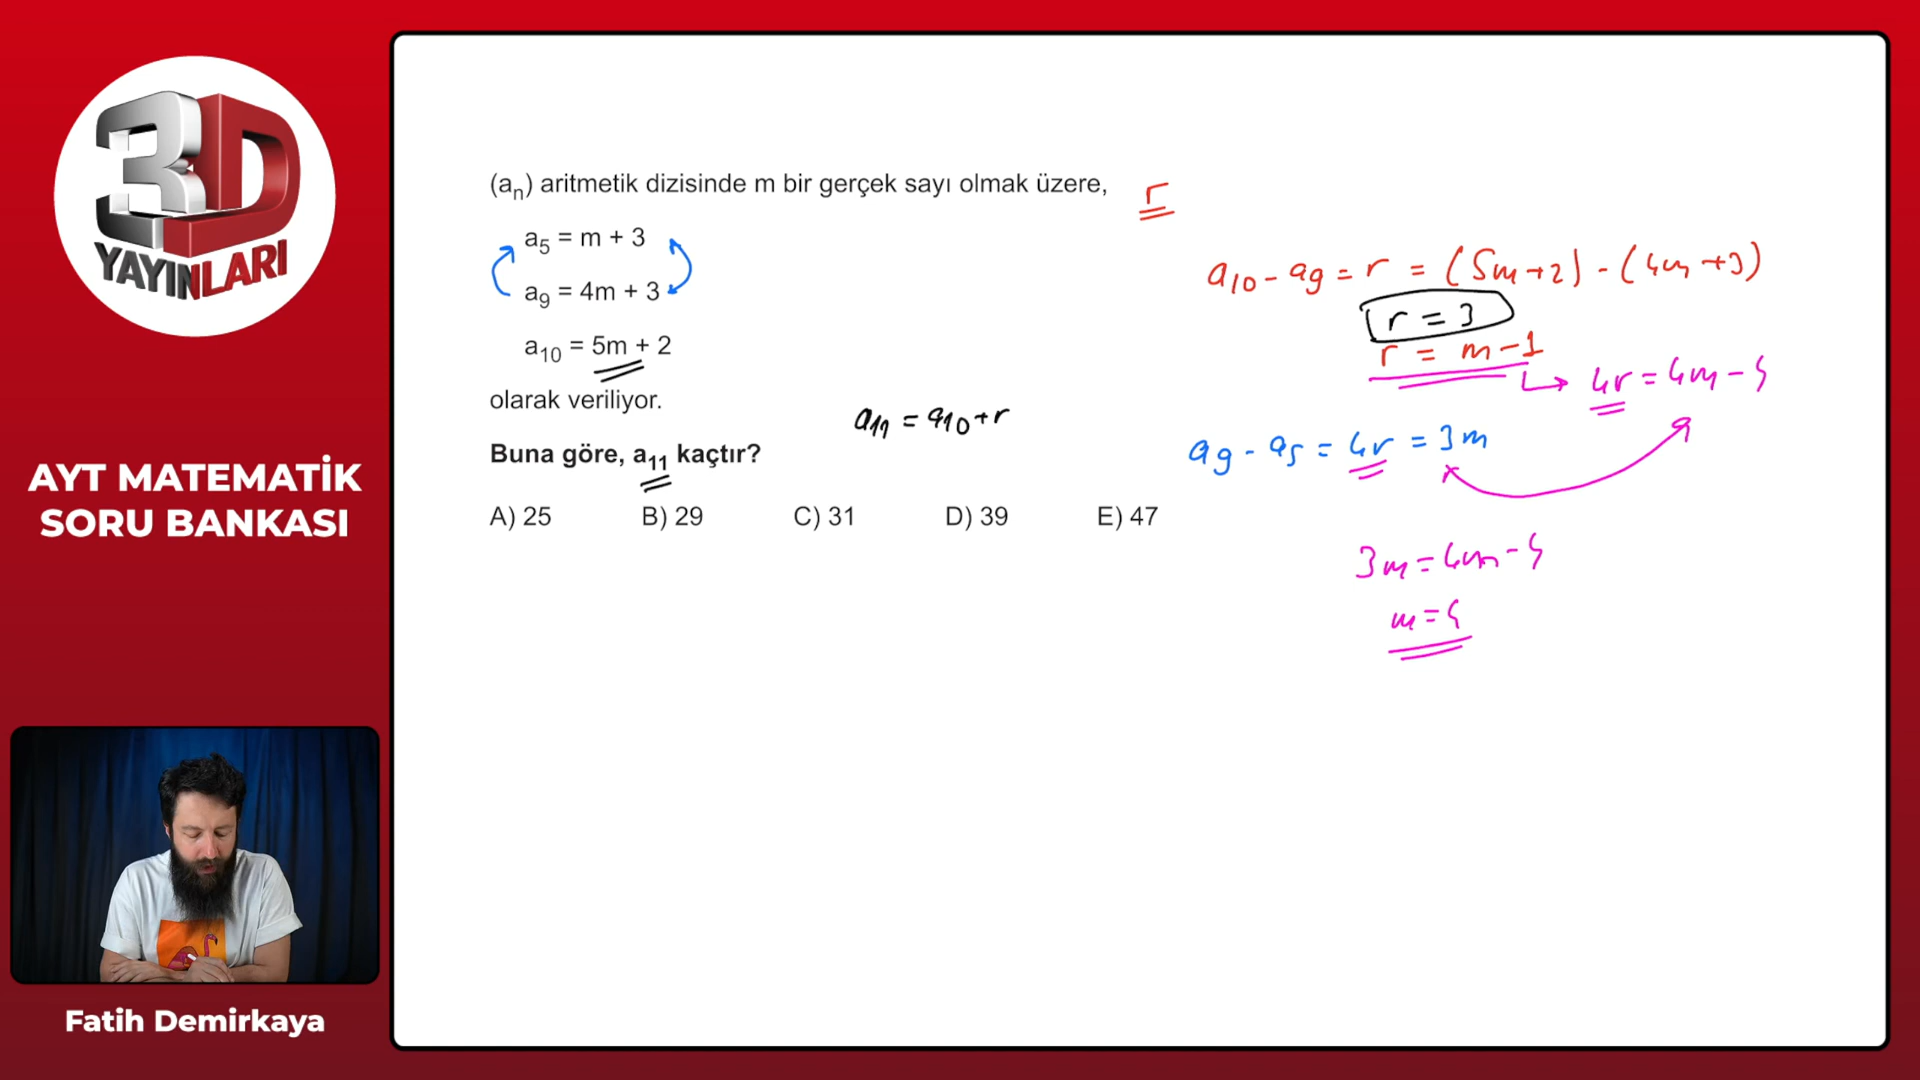 3D
YAYINLARI
AYT MATEMATİK
SORU BANKASI
Fatih Demirkaya
(aₙ) aritmetik dizisinde m bir gerçek sayı olmak üzere,
r
a₅ = m + 3
a₉ = 4m + 3
a₁₀ = 5m + 2
olarak veriliyor.
Buna göre, a₁₁ kaçtır?
A) 25 B) 29 C) 31 D) 39 E) 47
a₁₁ = a₁₀ + r
a₁₀ - a₉ = r = (5m+2) - (4m+3)
r = 3
r = m - 1
4r = 4m - 4
a₉ - a₅ = 4r = 3m
3m = 4m - 4
m = 4